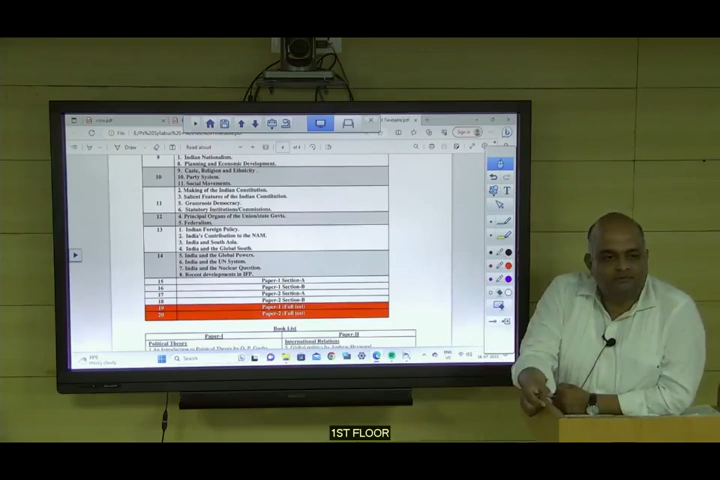 Sign in
Draw
Read aloud
of 4
9
7. Indian Nationalism.
8. Planning and Economic Development.
10
9. Caste, Religion and Ethnicity.
10. Party System.
11. Social Movements.
11
2. Making of the Indian Constitution.
3. Salient Features of the Indian Constitution.
5. Grassroots Democracy.
6. Statutory Institutions/Commissions.
12
4. Principal Organs of the Union/state Govts.
5. Federalism.
13
1. Indian Foreign Policy.
2. India's Contribution to the NAM.
3. India and South Asia.
4. India and the Global South.
14
5. India and the Global Powers.
6. India and the UN System.
7. India and the Nuclear Question.
8. Recent developments in IFP.
15 Paper-1 Section-A
16 Paper-1 Section-B
17 Paper-2 Section-A
18 Paper-2 Section-B
19 Paper-1 (Full test)
20 Paper-2 (Full test)
Book List
Paper-I Paper-II
Political Theory International Relations
Search
ENG
1ST FLOOR